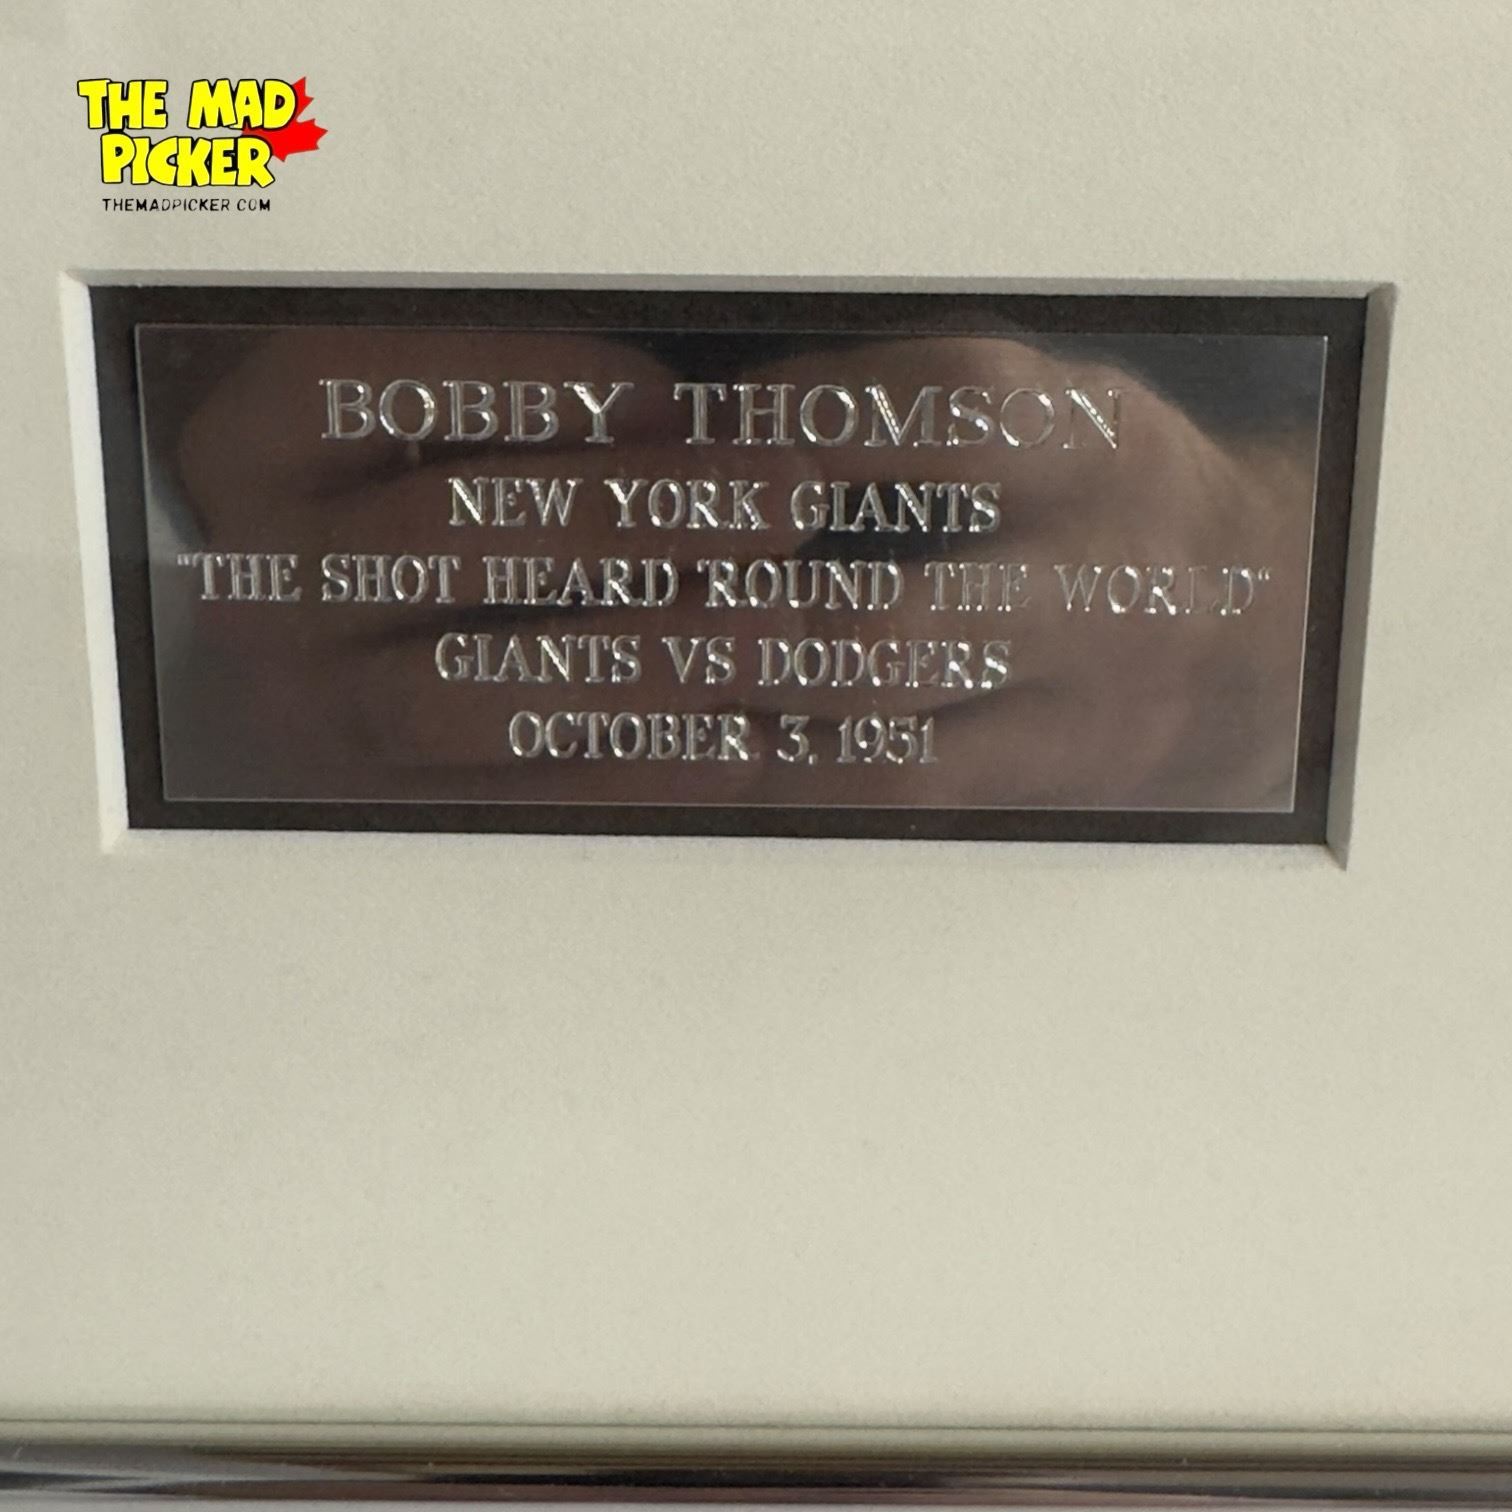 THE MAD
PICKER
THEMADPICKER.COM
BOBBY THOMSON
NEW YORK GIANTS
"THE SHOT HEARD 'ROUND THE WORLD"
GIANTS VS DODGERS
OCTOBER 3, 1951